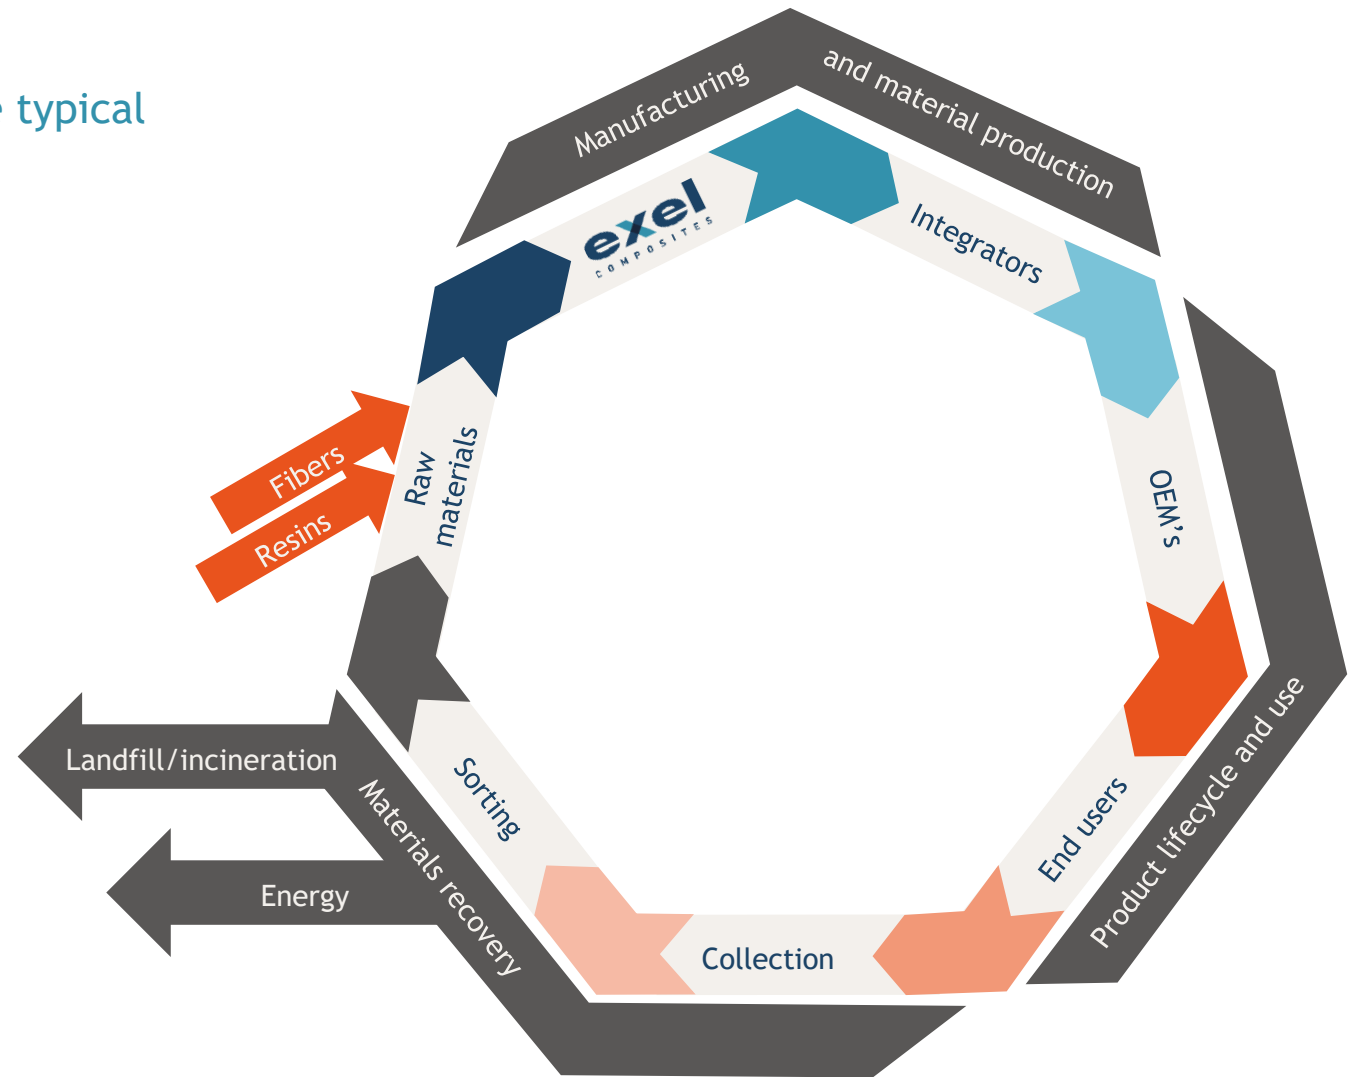 typical
Manufacturing
and material production
exel
COMPOSITES
Integrators
OEM's
Product lifecycle and use
End users
Collection
Materials recovery
Sorting
Energy
Landfill/incineration
Raw
materials
Fibers
Resins